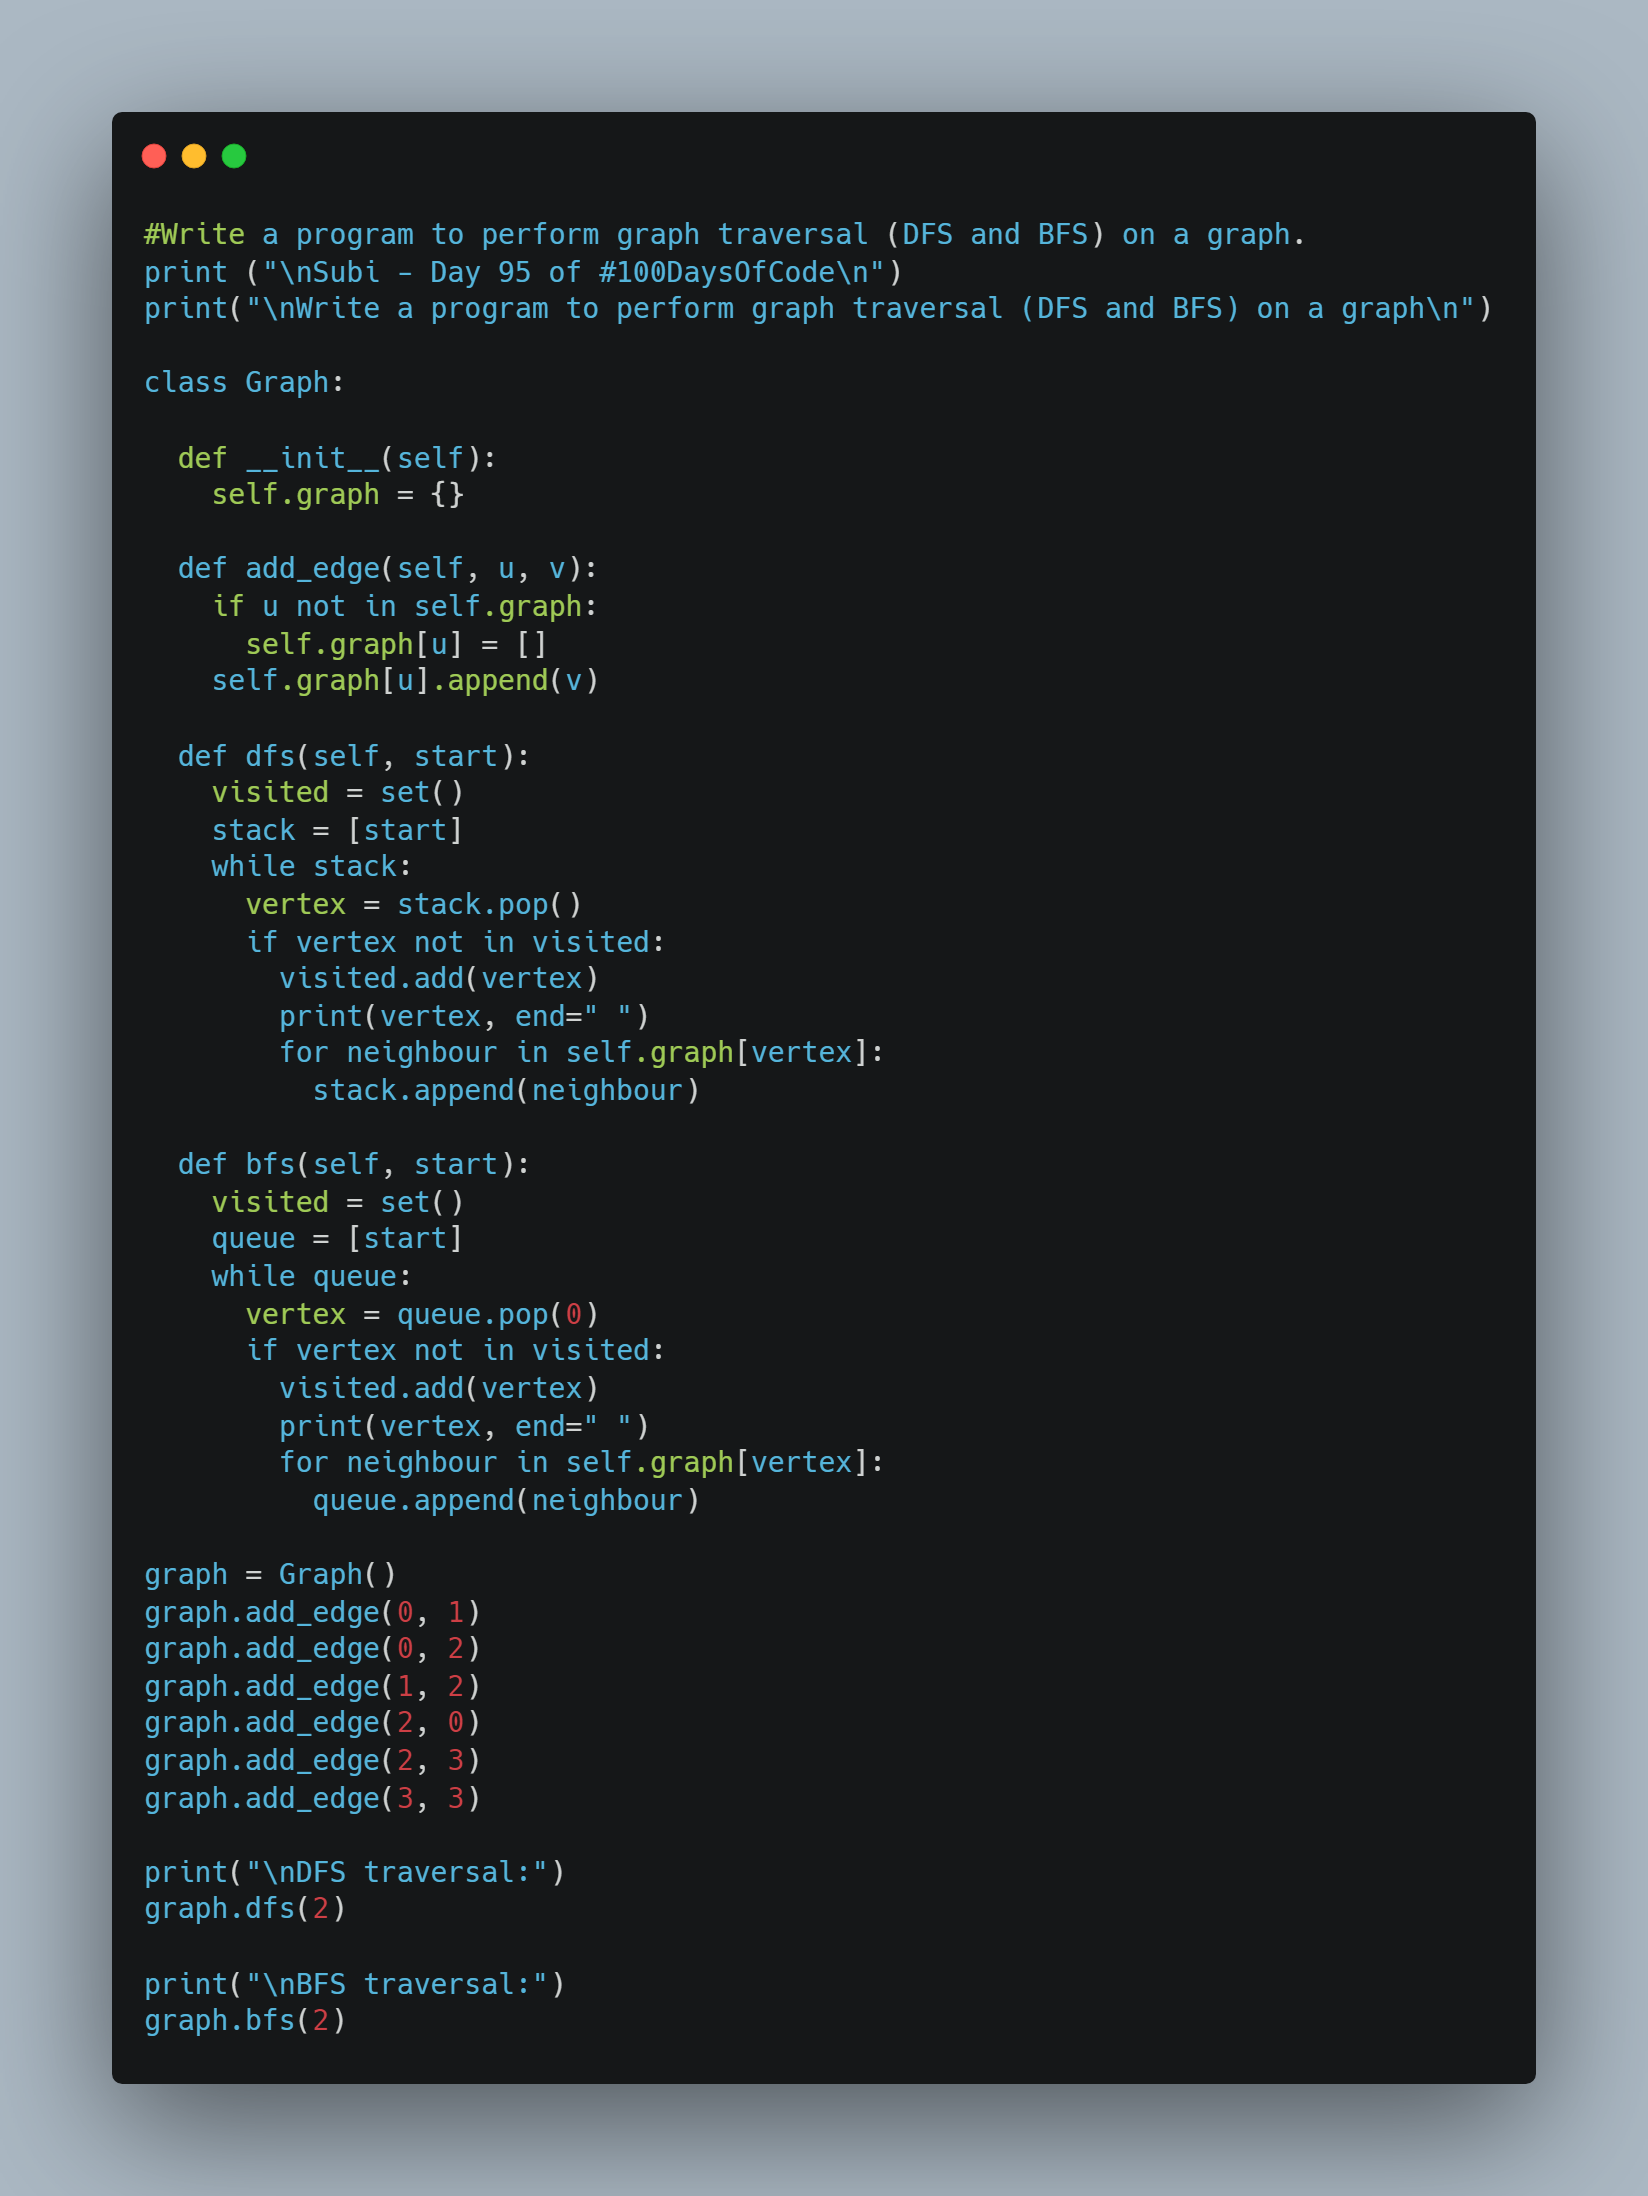 #Write a program to perform graph traversal (DFS and BFS) on a graph.
print ("\nSubi - Day 95 of #100DaysOfCode\n")
print("\nWrite a program to perform graph traversal (DFS and BFS) on a graph\n")

class Graph:

  def __init__(self):
    self.graph = {}

  def add_edge(self, u, v):
    if u not in self.graph:
      self.graph[u] = []
    self.graph[u].append(v)

  def dfs(self, start):
    visited = set()
    stack = [start]
    while stack:
      vertex = stack.pop()
      if vertex not in visited:
        visited.add(vertex)
        print(vertex, end=" ")
        for neighbour in self.graph[vertex]:
          stack.append(neighbour)

  def bfs(self, start):
    visited = set()
    queue = [start]
    while queue:
      vertex = queue.pop(0)
      if vertex not in visited:
        visited.add(vertex)
        print(vertex, end=" ")
        for neighbour in self.graph[vertex]:
          queue.append(neighbour)

graph = Graph()
graph.add_edge(0, 1)
graph.add_edge(0, 2)
graph.add_edge(1, 2)
graph.add_edge(2, 0)
graph.add_edge(2, 3)
graph.add_edge(3, 3)

print("\nDFS traversal:")
graph.dfs(2)

print("\nBFS traversal:")
graph.bfs(2)